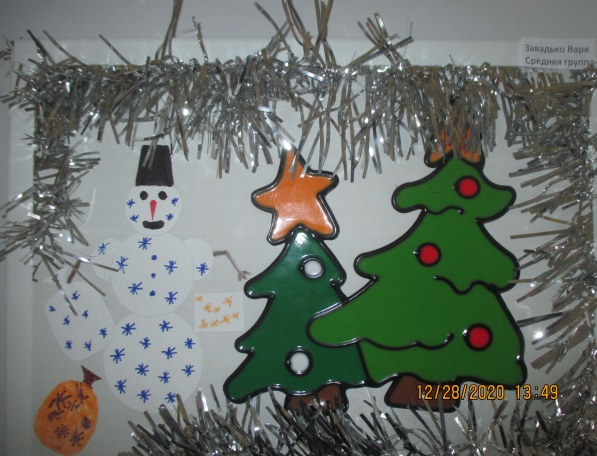 Завадько Варя
Средняя группа
12/28/2020 13:49